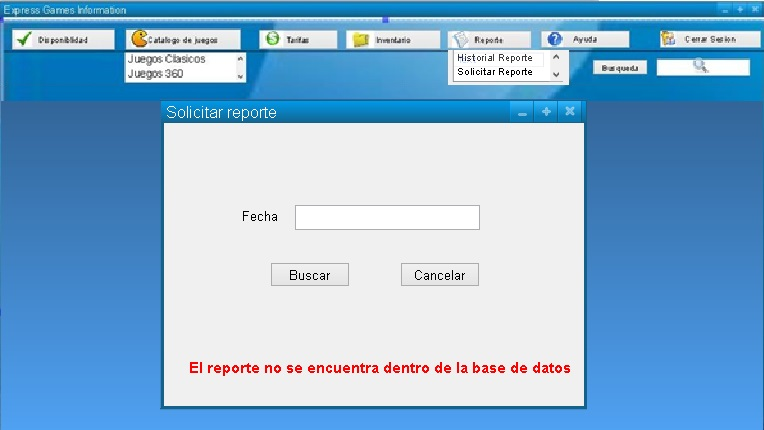 Express Games Information
Disponiblidad
Catalogo de juegos
Tarifas
Inventario
Reporte
Ayuda
Cerrar Sesion
Juegos Clasicos
Juegos 360
Historial Reporte
Solicitar Reporte
Busqueda
Solicitar reporte
Fecha
Buscar
Cancelar
El reporte no se encuentra dentro de la base de datos